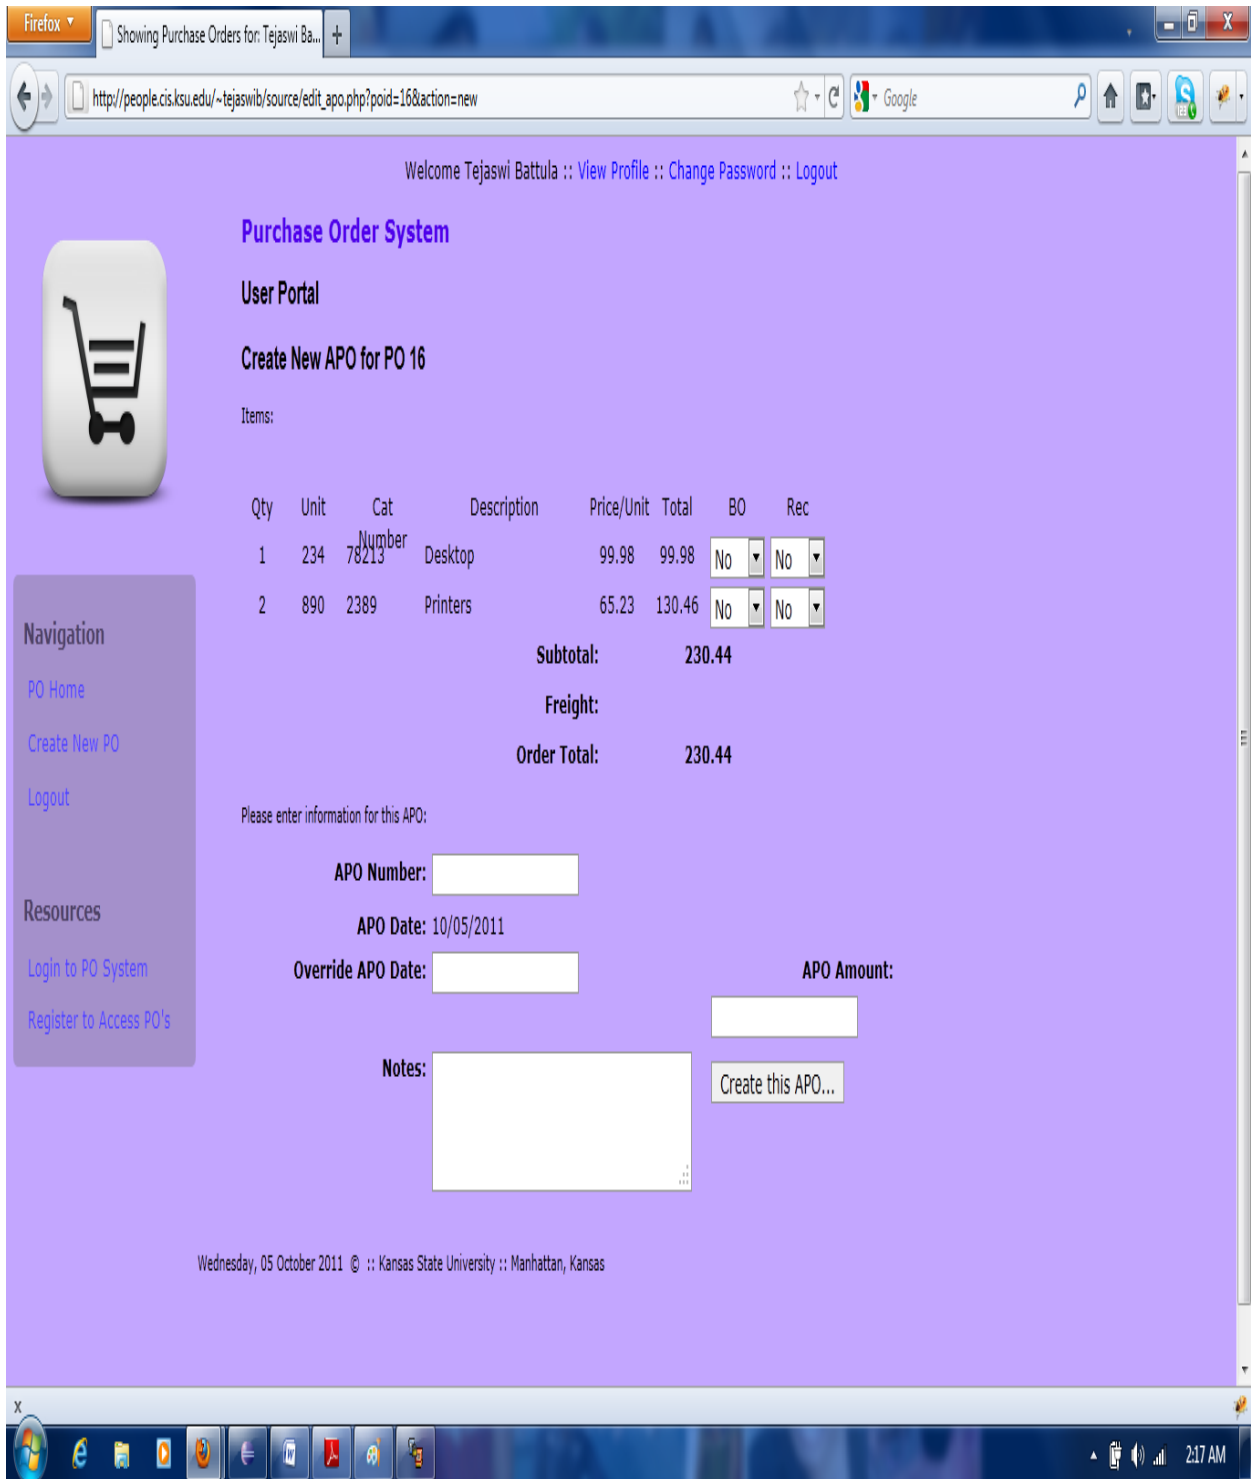 Firefox
Showing Purchase Orders for: Tejaswi Ba...
http://people.cis.ksu.edu/~tejaswib/source/edit_apo.php?poid=16&action=new
Google
Welcome Tejaswi Battula :: View Profile :: Change Password :: Logout
Purchase Order System
User Portal
Create New APO for PO 16
Items:
Qty Unit Cat Number Description Price/Unit Total BO Rec
1 234 78213 Desktop 99.98 99.98 No No
2 890 2389 Printers 65.23 130.46 No No
Subtotal: 230.44
Freight:
Order Total: 230.44
Navigation
PO Home
Create New PO
Logout
Resources
Login to PO System
Register to Access PO's
Please enter information for this APO:
APO Number:
APO Date: 10/05/2011
Override APO Date:
APO Amount:
Notes:
Create this APO...
Wednesday, 05 October 2011 © :: Kansas State University :: Manhattan, Kansas
x
2:17 AM